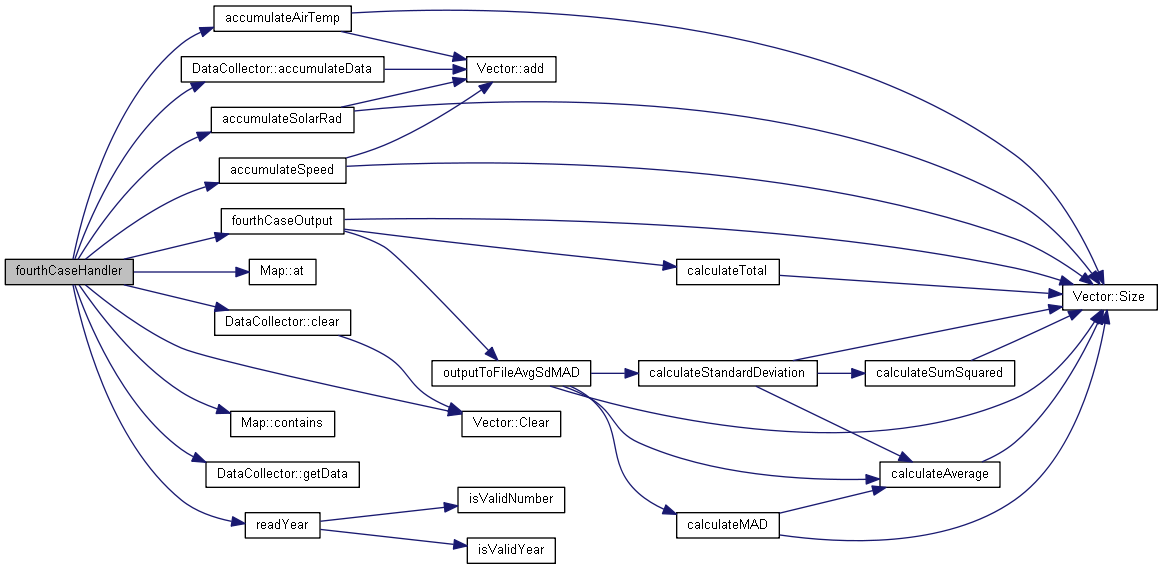 accumulateAirTemp
DataCollector::accumulateData
Vector::add
accumulateSolarRad
accumulateSpeed
fourthCaseOutput
fourthCaseHandler
Map::at
calculateTotal
Vector::Size
DataCollector::clear
outputToFileAvgSdMAD
calculateStandardDeviation
calculateSumSquared
Map::contains
Vector::Clear
DataCollector::getData
calculateAverage
readYear
isValidNumber
calculateMAD
isValidYear